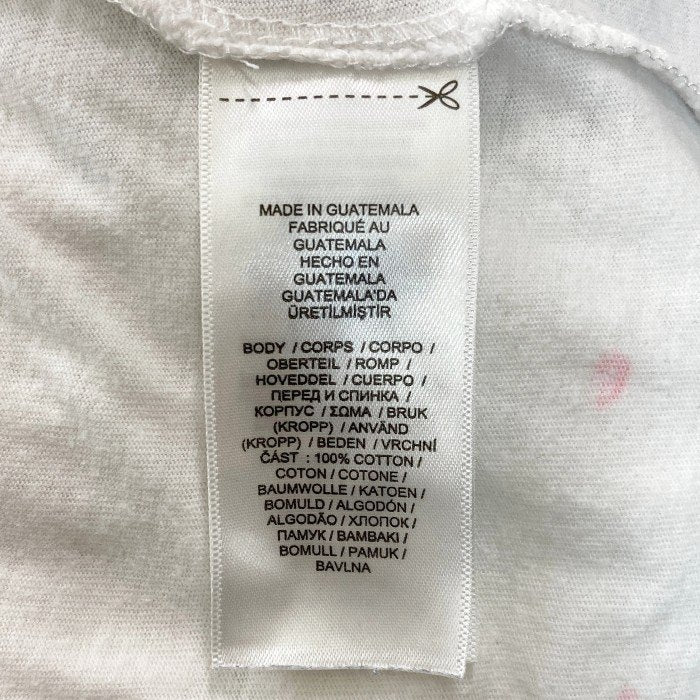 MADE IN GUATEMALA
FABRIQUÉ AU
GUATEMALA
HECHO EN
GUATEMALA
GUATEMALA'DA
ÜRETİLMİŞTİR
BODY / CORPS / CORPO /
OBERTEIL / ROMP /
HOVEDDEL / CUERPO /
ПЕРЕД И СПИНКА /
КОРПУС / ΣΩΜΑ / BRUK
(KROPP) / ANVÄND
(KROPP) / BEDEN / VRCHNÍ
ČÁST : 100% COTTON /
COTON / COTONE /
BAUMWOLLE / KATOEN /
BOMULD / ALGODÓN /
ALGODÃO / ХЛОПОК /
ПАМУК / ΒΑΜΒΑΚΙ /
BOMULL / PAMUK /
BAVLNA